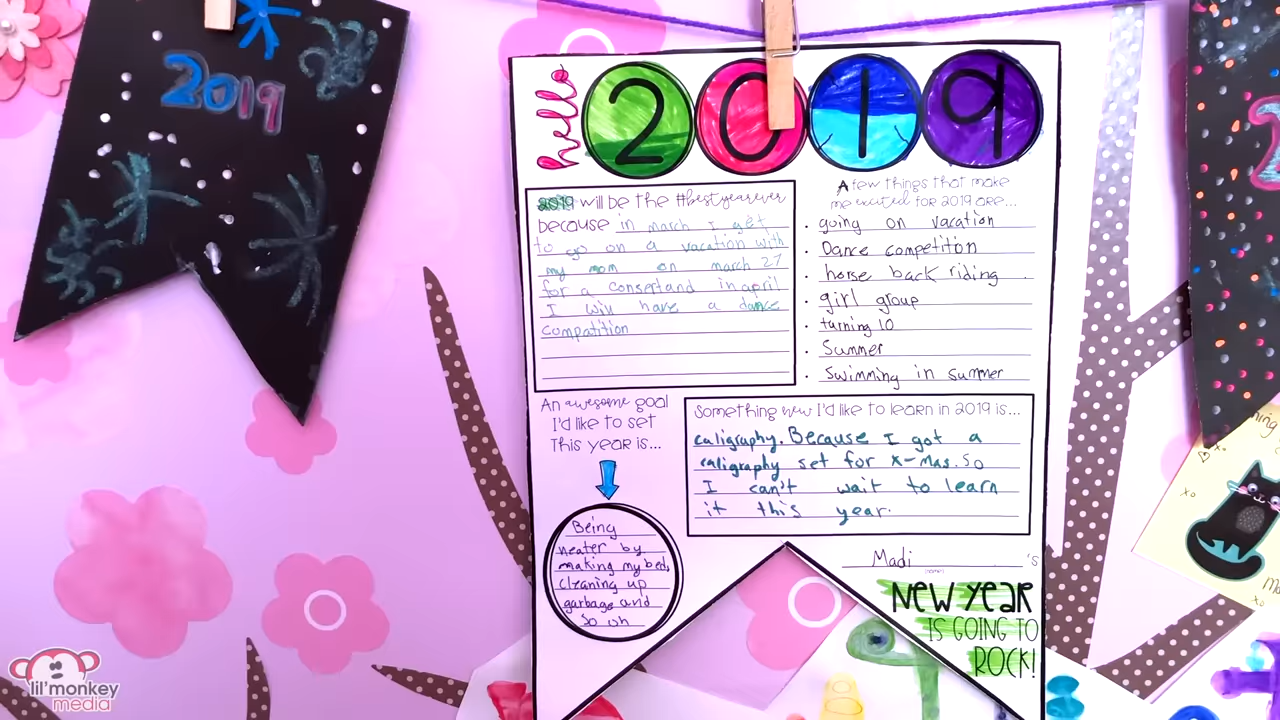 2019
hello 2019
2019 will be the #bestyearever
because in march I get
to go on a vacation with
my mom on march 27
for a consertand in april
I will have a dance
compatition
A few things that make
me excited for 2019 are...
• going on vacation
• Dance competition
• horse back riding
• girl group
• turning 10
• Summer
• Swimming in summer
An awesome goal
I'd like to set
this year is...
Being
neater by
making my bed,
cleaning up
garbage and
so on
Something new I'd like to learn in 2019 is...
caligraphy. Because I got a
caligraphy set for X-mas. So
I can't wait to learn
it this year.
Madi 's
(name)
NEW YEAR
IS GOING TO
ROCK!
xo
xo
lil' monkey
media